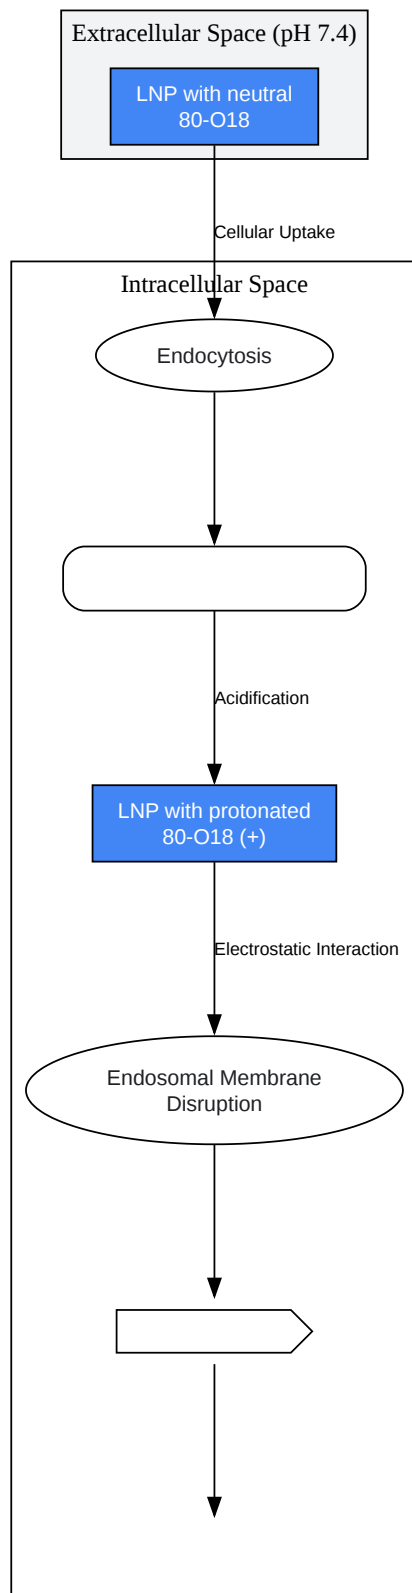 Extracellular Space (pH 7.4)
LNP with neutral
80-O18
Cellular Uptake
Intracellular Space
Endocytosis
Acidification
LNP with protonated
80-O18 (+)
Electrostatic Interaction
Endosomal Membrane
Disruption